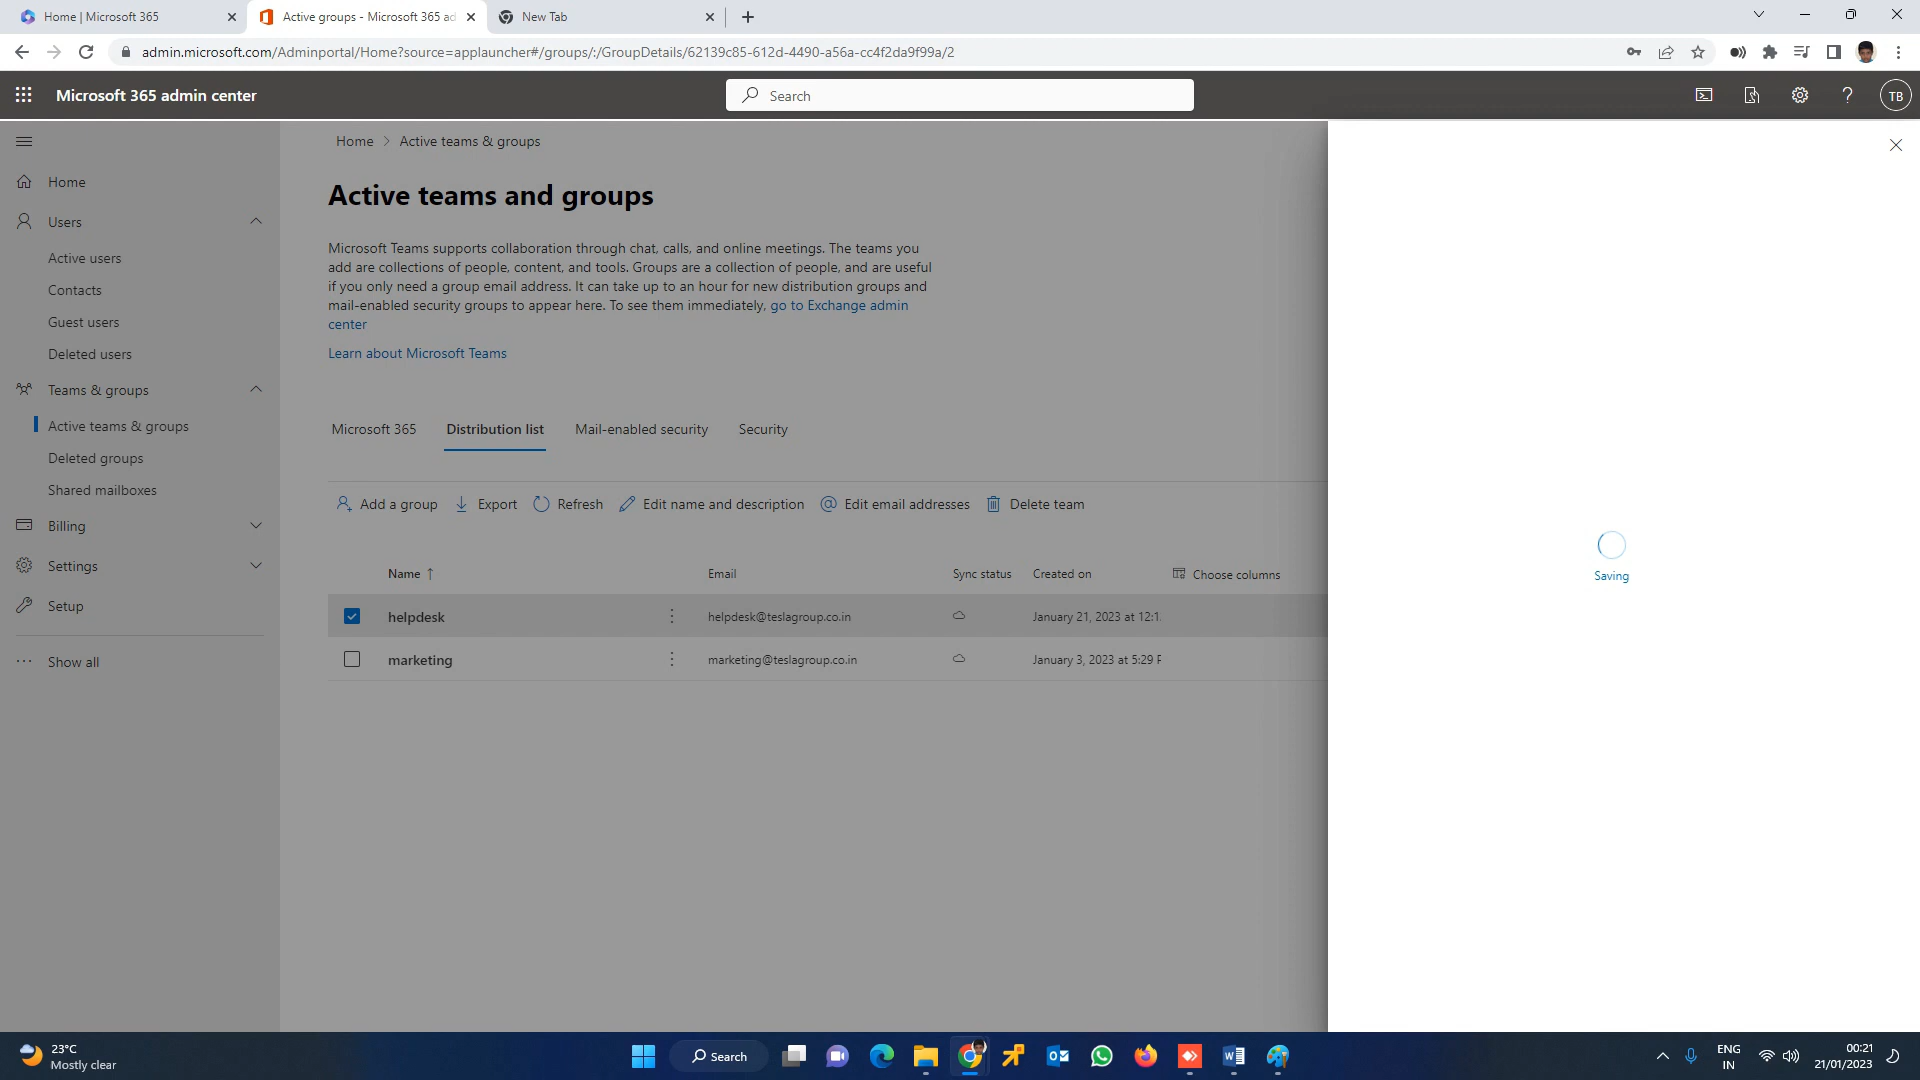 Home | Microsoft 365
Active groups - Microsoft 365 ad
New Tab
admin.microsoft.com/Adminportal/Home?source=applauncher#/groups/:/GroupDetails/62139c85-612d-4490-a56a-cc4f2da9f99a/2
Microsoft 365 admin center
Search
TB
Home
Users
Active users
Contacts
Guest users
Deleted users
Teams & groups
Active teams & groups
Deleted groups
Shared mailboxes
Billing
Settings
Setup
Show all
Home > Active teams & groups
Active teams and groups
Microsoft Teams supports collaboration through chat, calls, and online meetings. The teams you
add are collections of people, content, and tools. Groups are a collection of people, and are useful
if you only need a group email address. It can take up to an hour for new distribution groups and
mail-enabled security groups to appear here. To see them immediately, go to Exchange admin
center
Learn about Microsoft Teams
Microsoft 365 Distribution list Mail-enabled security Security
Add a group Export Refresh Edit name and description Edit email addresses Delete team
Name ↑ Email Sync status Created on Choose columns
helpdesk helpdesk@teslagroup.co.in January 21, 2023 at 12:1
marketing marketing@teslagroup.co.in January 3, 2023 at 5:29 P
Saving
23°C
Mostly clear
Search
ENG
IN
00:21
21/01/2023